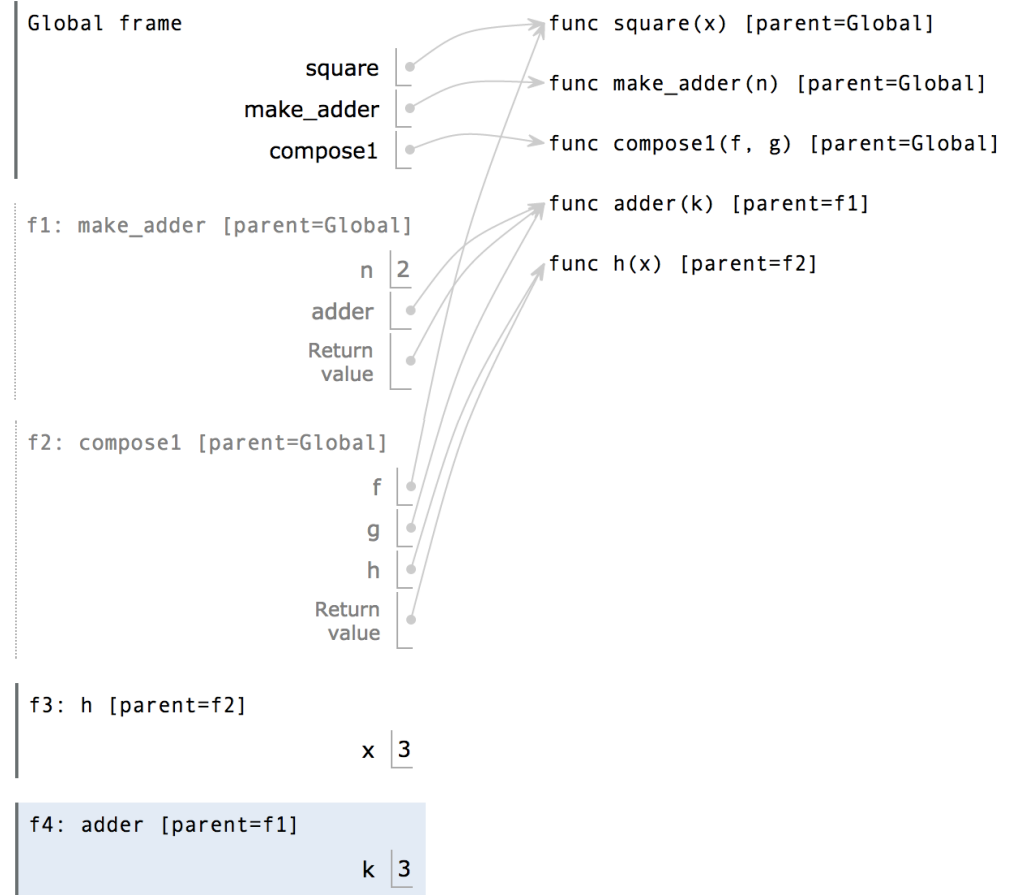 Global frame
square
make_adder
compose1
func square(x) [parent=Global]
func make_adder(n) [parent=Global]
func compose1(f, g) [parent=Global]
func adder(k) [parent=f1]
func h(x) [parent=f2]
f1: make_adder [parent=Global]
n 2
adder
Return
value
f2: compose1 [parent=Global]
f
g
h
Return
value
f3: h [parent=f2]
x 3
f4: adder [parent=f1]
k 3